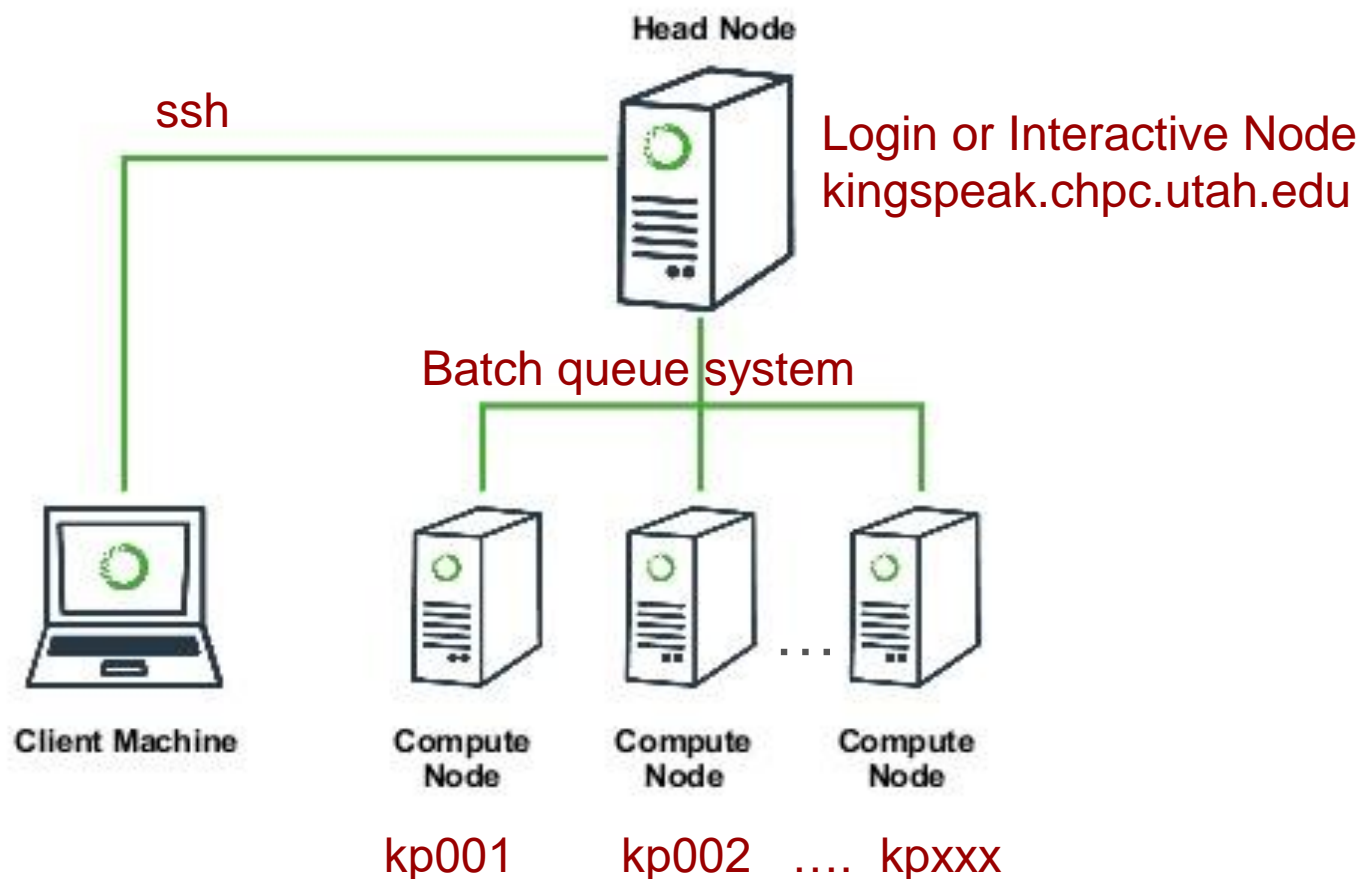 Head Node
ssh
Login or Interactive Node
kingspeak.chpc.utah.edu
Batch queue system
...
Client Machine
Compute Node
Compute Node
Compute Node
kp001
kp002
....
kpxxx